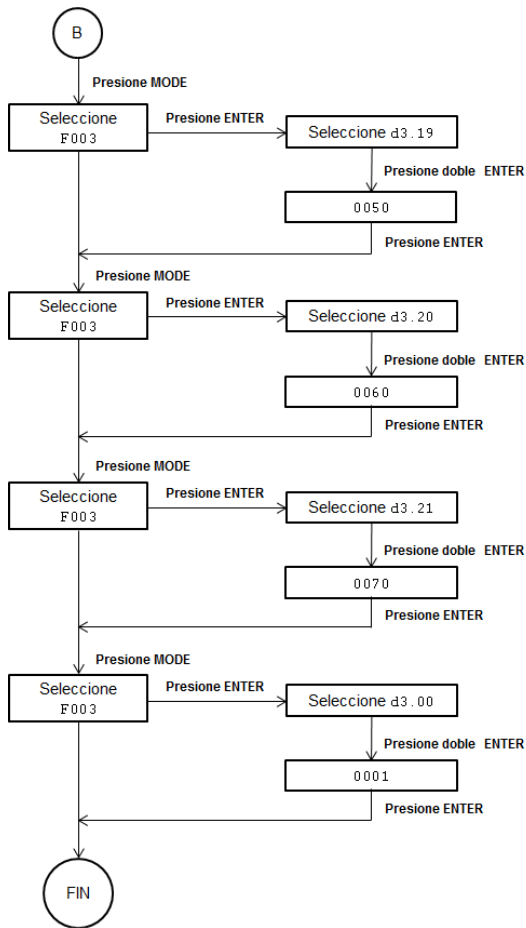 B
Presione MODE
Seleccione
F003
Presione ENTER
Seleccione d3.19
Presione doble ENTER
0050
Presione ENTER
Presione MODE
Seleccione
F003
Presione ENTER
Seleccione d3.20
Presione doble ENTER
0060
Presione ENTER
Presione MODE
Seleccione
F003
Presione ENTER
Seleccione d3.21
Presione doble ENTER
0070
Presione ENTER
Presione MODE
Seleccione
F003
Presione ENTER
Seleccione d3.00
Presione doble ENTER
0001
Presione ENTER
FIN